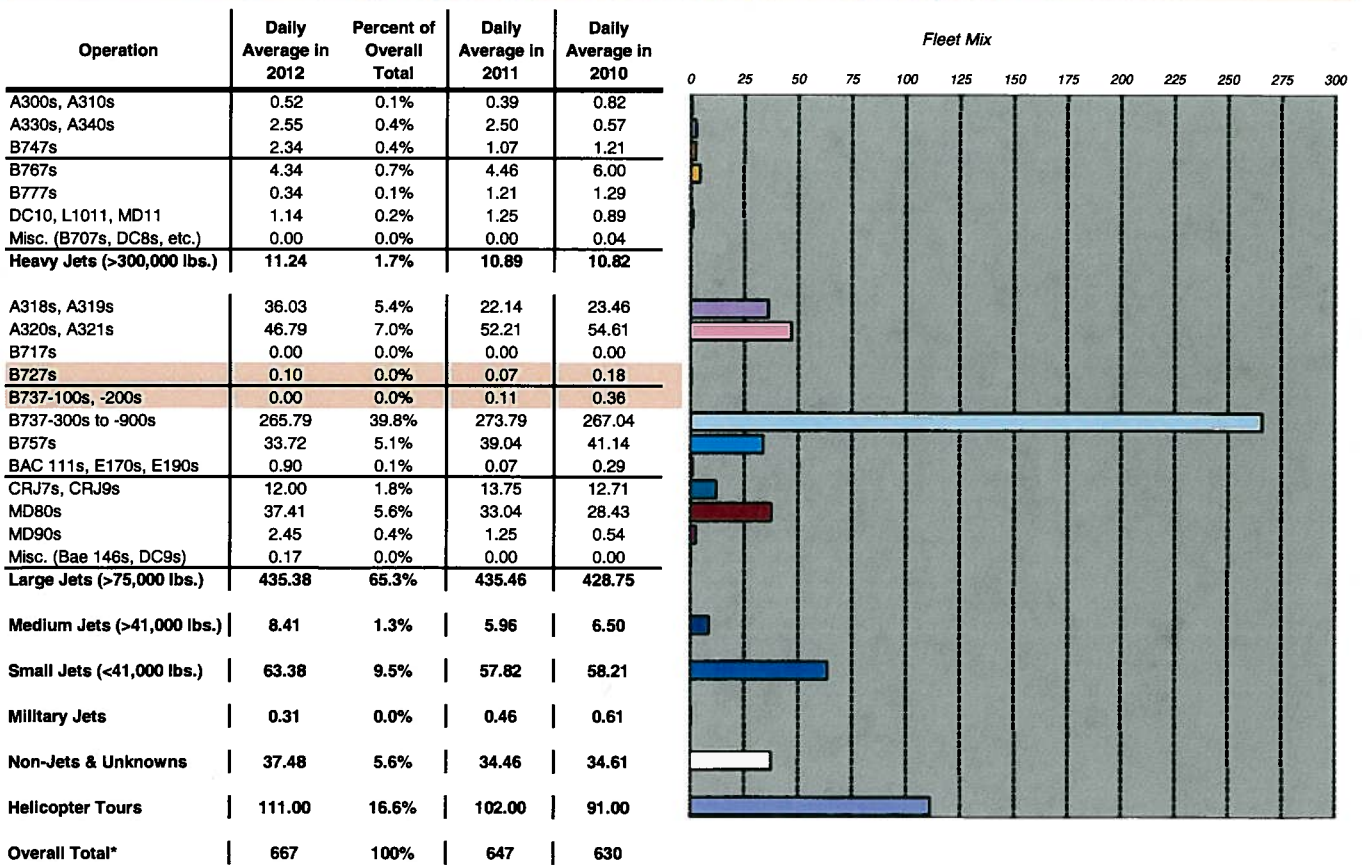 Operation Daily Average in 2012 Percent of Overall Total Daily Average in 2011 Daily Average in 2010
A300s, A310s 0.52 0.1% 0.39 0.82
A330s, A340s 2.55 0.4% 2.50 0.57
B747s 2.34 0.4% 1.07 1.21
B767s 4.34 0.7% 4.46 6.00
B777s 0.34 0.1% 1.21 1.29
DC10, L1011, MD11 1.14 0.2% 1.25 0.89
Misc. (B707s, DC8s, etc.) 0.00 0.0% 0.00 0.04
Heavy Jets (>300,000 lbs.) 11.24 1.7% 10.89 10.82
A318s, A319s 36.03 5.4% 22.14 23.46
A320s, A321s 46.79 7.0% 52.21 54.61
B717s 0.00 0.0% 0.00 0.00
B727s 0.10 0.0% 0.07 0.18
B737-100s, -200s 0.00 0.0% 0.11 0.36
B737-300s to -900s 265.79 39.8% 273.79 267.04
B757s 33.72 5.1% 39.04 41.14
BAC 111s, E170s, E190s 0.90 0.1% 0.07 0.29
CRJ7s, CRJ9s 12.00 1.8% 13.75 12.71
MD80s 37.41 5.6% 33.04 28.43
MD90s 2.45 0.4% 1.25 0.54
Misc. (Bae 146s, DC9s) 0.17 0.0% 0.00 0.00
Large Jets (>75,000 lbs.) 435.38 65.3% 435.46 428.75
Medium Jets (>41,000 lbs.) 8.41 1.3% 5.96 6.50
Small Jets (<41,000 lbs.) 63.38 9.5% 57.82 58.21
Military Jets 0.31 0.0% 0.46 0.61
Non-Jets & Unknowns 37.48 5.6% 34.46 34.61
Helicopter Tours 111.00 16.6% 102.00 91.00
Overall Total* 667 100% 647 630
Fleet Mix
0 25 50 75 100 125 150 175 200 225 250 275 300